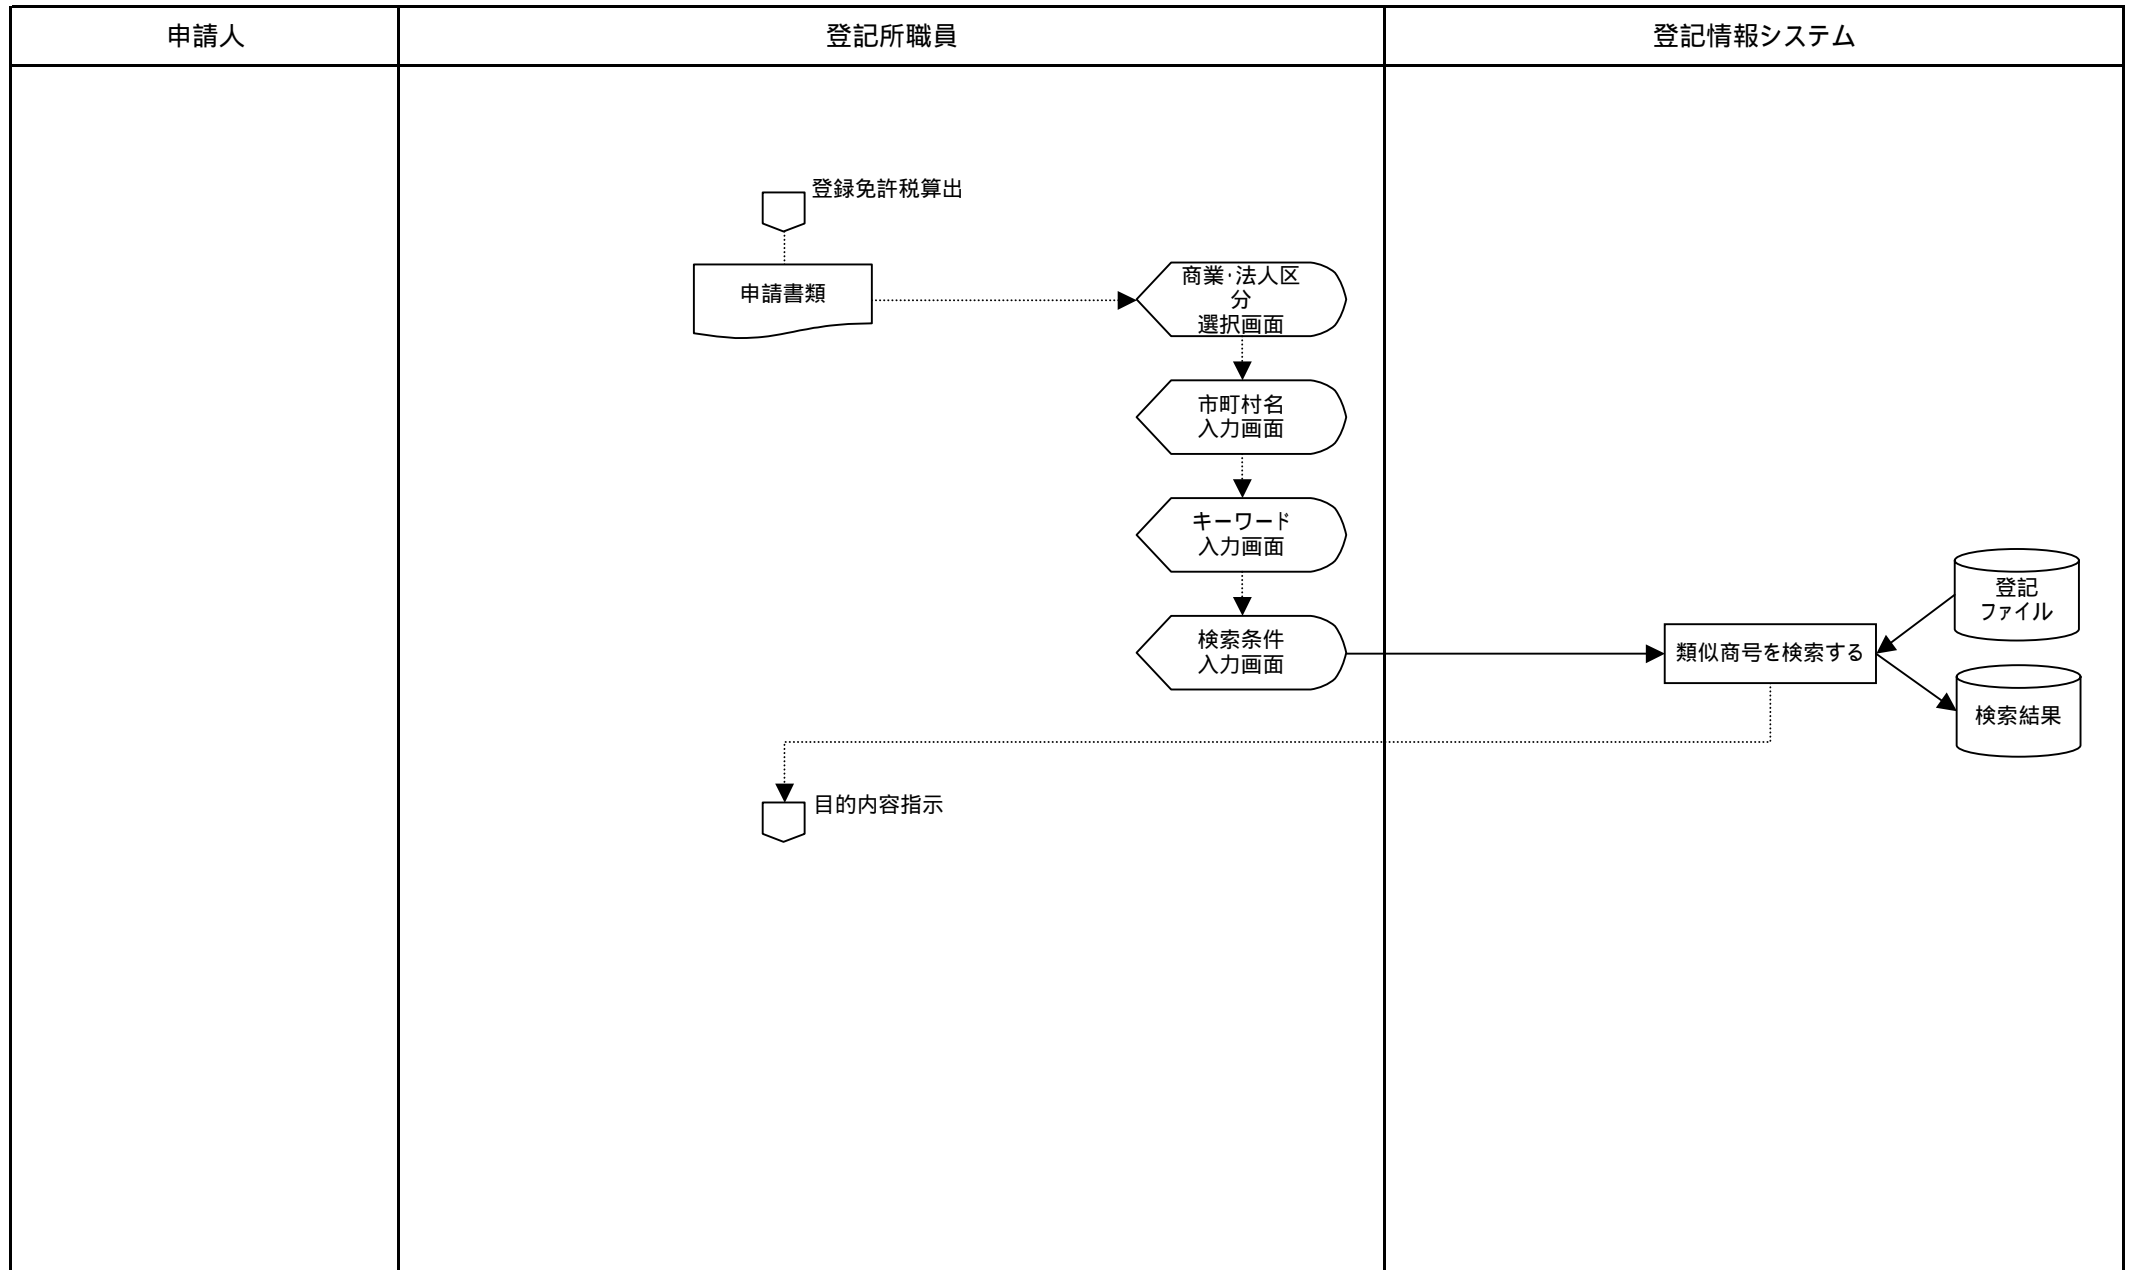 申請人
登記所職員
登記情報システム
登録免許税算出
申請書類
商業・法人区
分
選択画面
市町村名
入力画面
キーワード
入力画面
検索条件
入力画面
登記
ファイル
類似商号を検索する
検索結果
目的内容指示